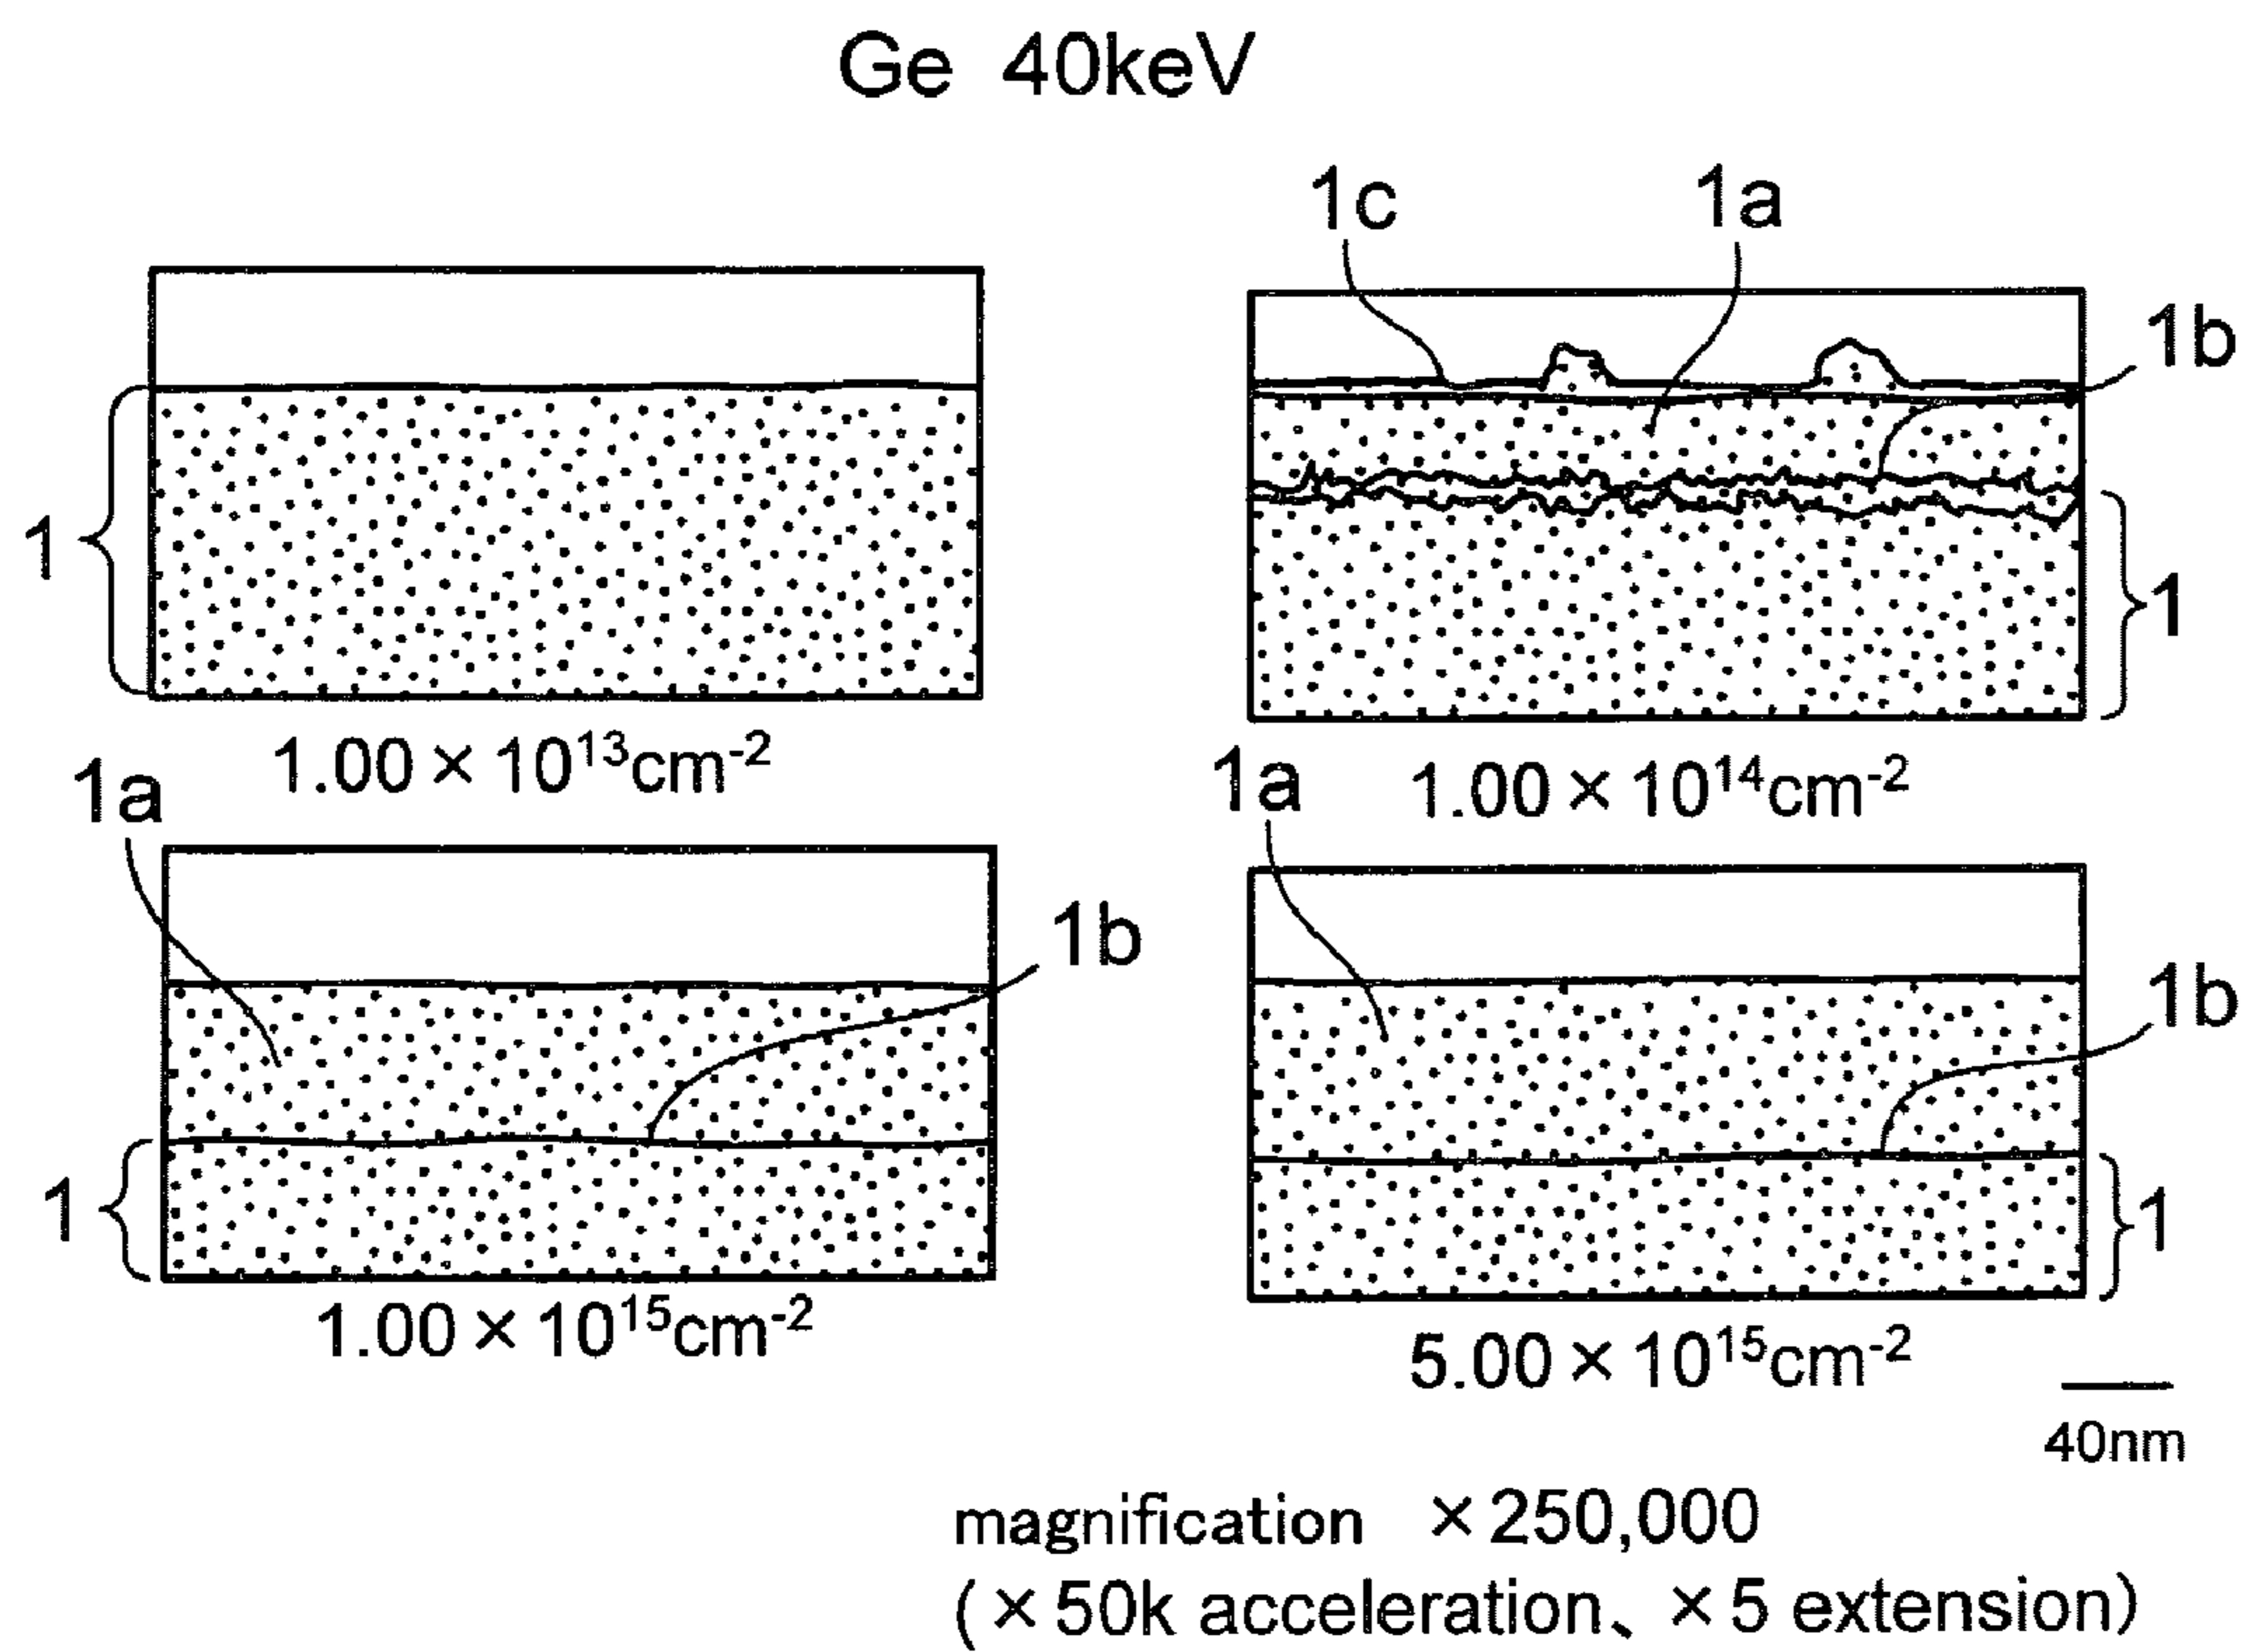 Ge 40keV
1c
1a
1b
1
1
1.00 × 10¹³cm⁻²
1.00 × 10¹⁴cm⁻²
1a
1a
1b
1b
1
1
1.00 × 10¹⁵cm⁻²
5.00 × 10¹⁵cm⁻²
40nm
magnification × 250,000
( × 50k acceleration、 × 5 extension)